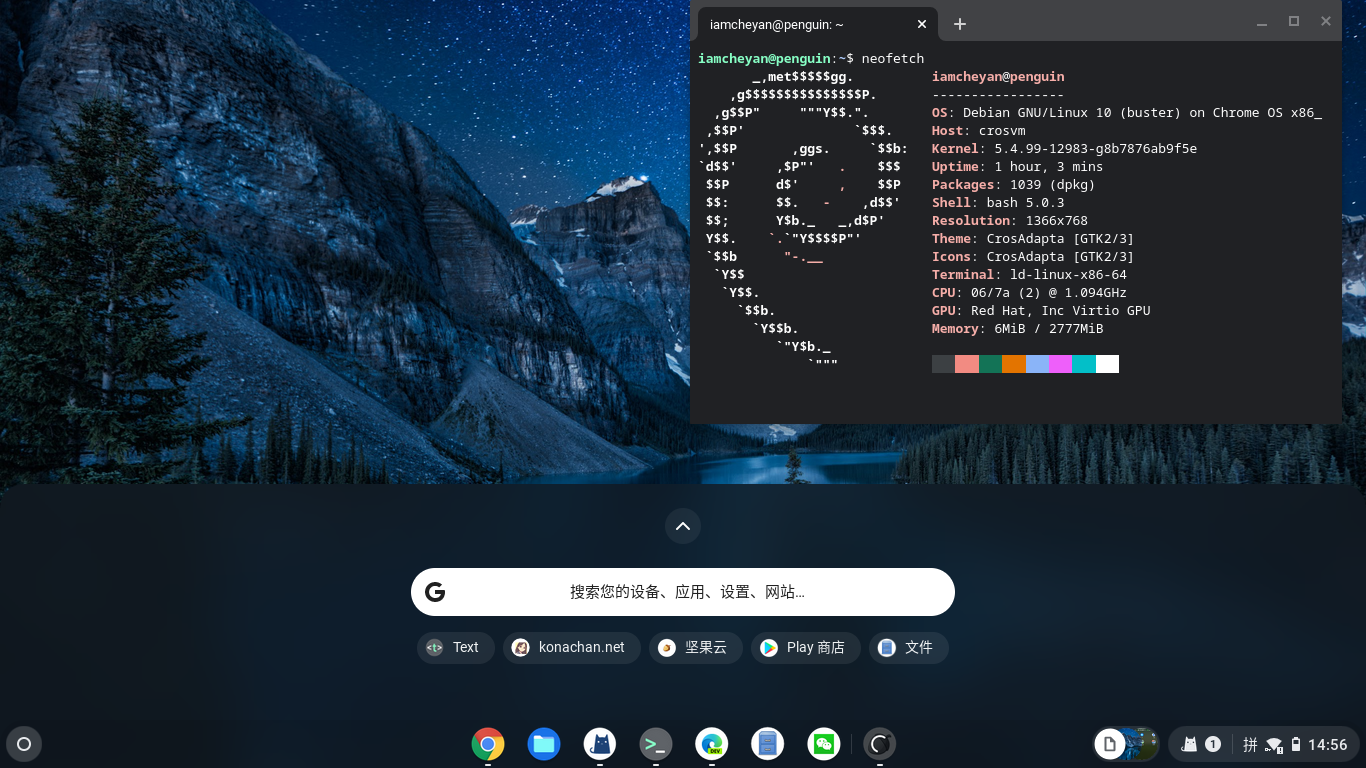 iamcheyan@penguin: ~
iamcheyan@penguin:~$ neofetch
       _,met$$$$$gg.          iamcheyan@penguin
    ,g$$$$$$$$$$$$$$$P.       -----------------
  ,g$$P"     """Y$$.".        OS: Debian GNU/Linux 10 (buster) on Chrome OS x86_
 ,$$P'              `$$$.     Host: crosvm
',$$P       ,ggs.     `$$b:   Kernel: 5.4.99-12983-g8b7876ab9f5e
`d$$'     ,$P"'   .    $$$    Uptime: 1 hour, 3 mins
 $$P      d$'     ,    $$P    Packages: 1039 (dpkg)
 $$:      $$.   -    ,d$$'    Shell: bash 5.0.3
 $$;      Y$b._   _,d$P'      Resolution: 1366x768
 Y$$.    `.`"Y$$$$P"'         Theme: CrosAdapta [GTK2/3]
 `$$b      "-.__              Icons: CrosAdapta [GTK2/3]
  `Y$$                        Terminal: ld-linux-x86-64
   `Y$$.                      CPU: 06/7a (2) @ 1.094GHz
     `$$b.                    GPU: Red Hat, Inc Virtio GPU
       `Y$$b.                 Memory: 6MiB / 2777MiB
          `"Y$b._
              `"""
搜索您的设备、应用、设置、网站…
Text konachan.net 坚果云 Play 商店 文件
DEV
1 拼 14:56